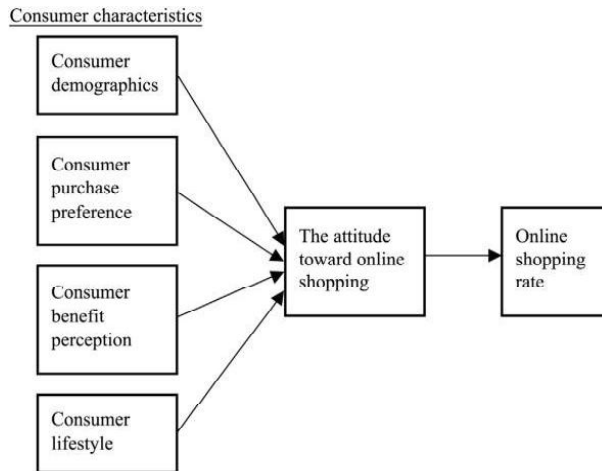 Consumer characteristics
Consumer
demographics
Consumer
purchase
preference
Consumer
benefit
perception
Consumer
lifestyle
The attitude
toward online
shopping
Online
shopping
rate